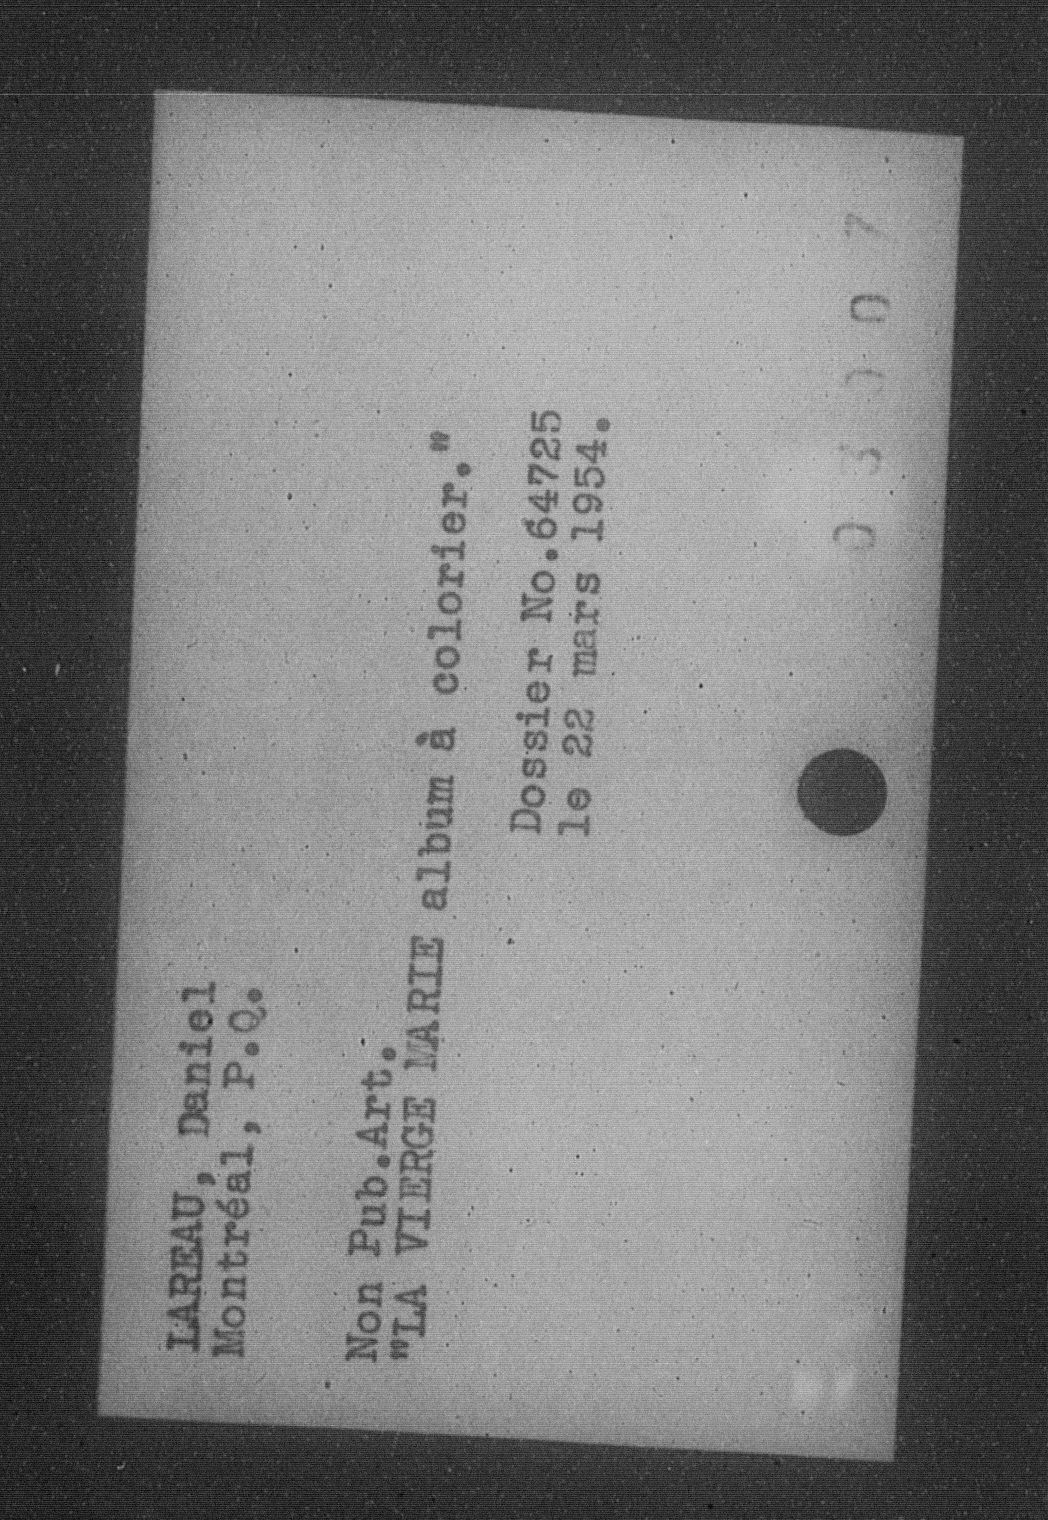 LAREAU, Daniel
Montréal, P.Q.
Non Pub.Art.
"LA VIERGE MARIE album à colorier."
Dossier No.64725
le 22 mars 1954.